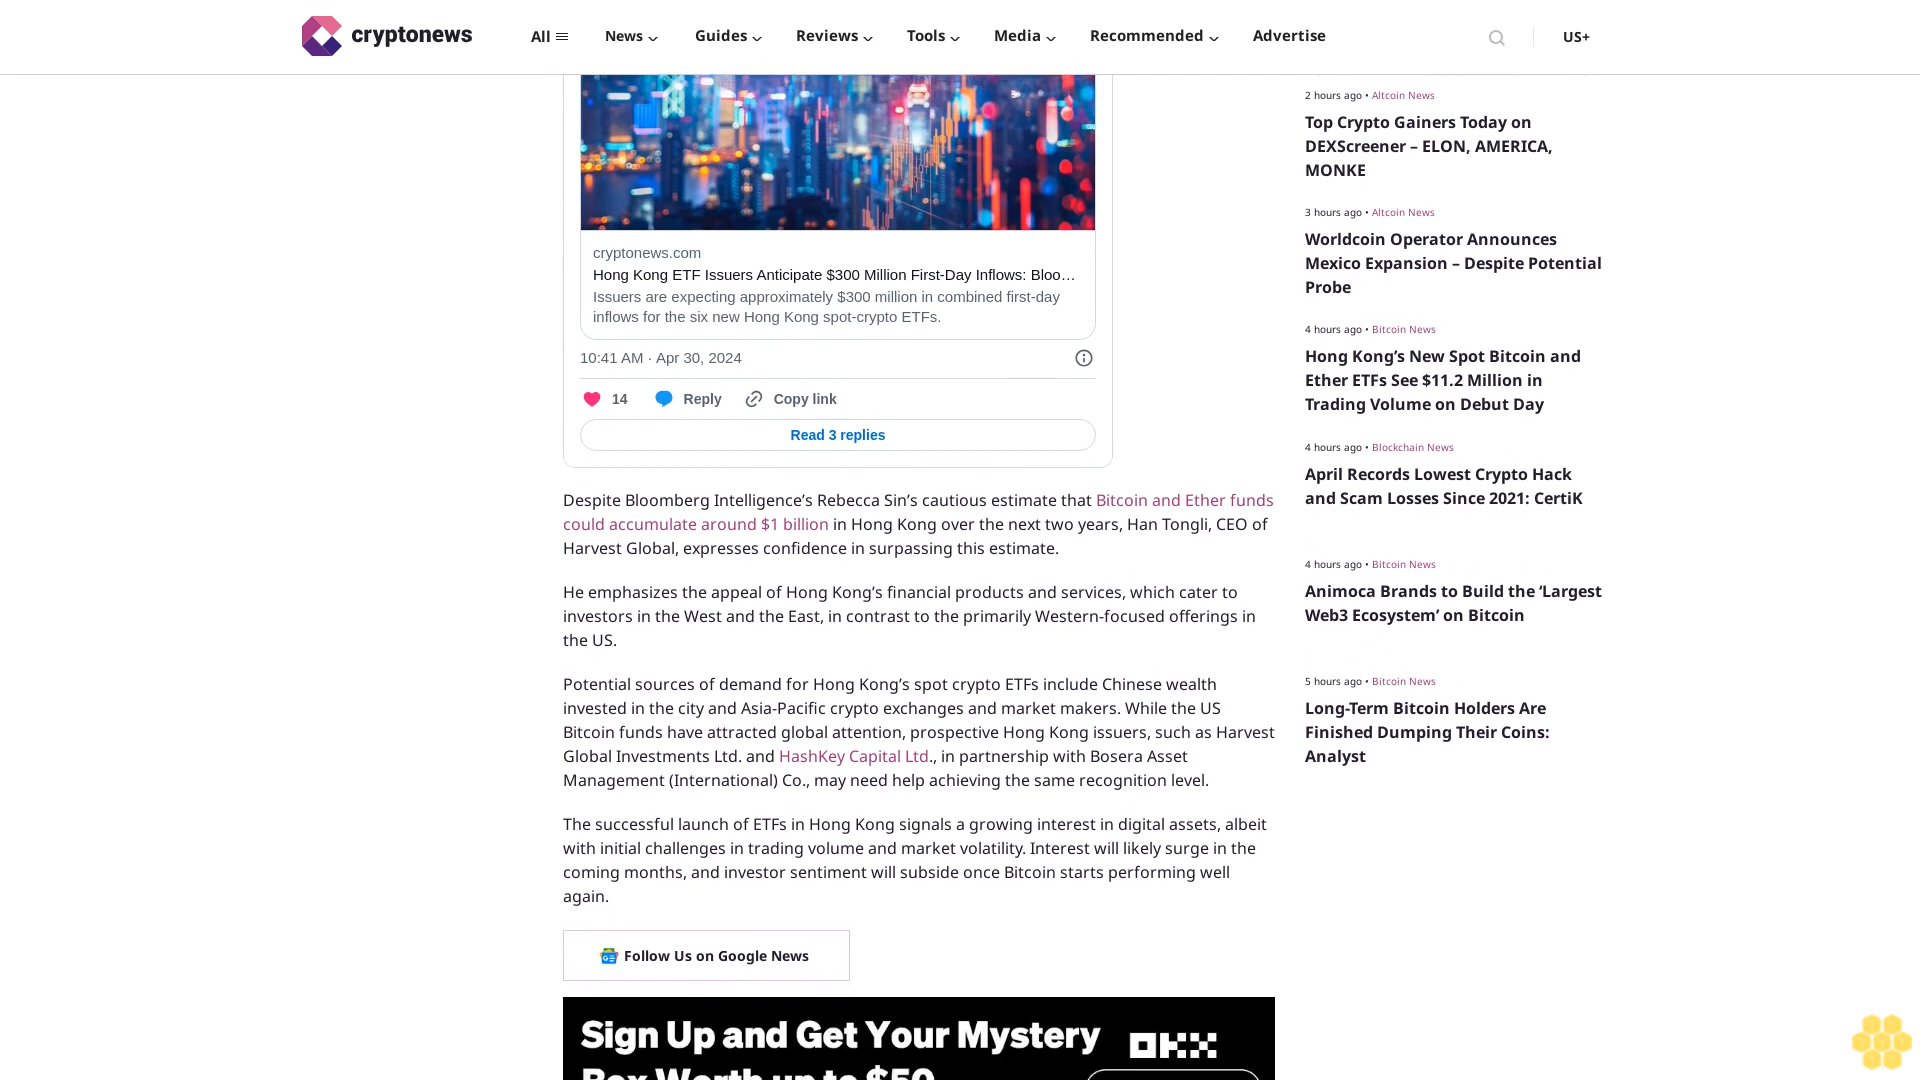 cryptonews
All
News
Guides
Reviews
Tools
Media
Recommended
Advertise
US+
cryptonews.com
Hong Kong ETF Issuers Anticipate $300 Million First-Day Inflows: Bloo…
Issuers are expecting approximately $300 million in combined first-day
inflows for the six new Hong Kong spot-crypto ETFs.
10:41 AM · Apr 30, 2024
14
Reply
Copy link
Read 3 replies
Despite Bloomberg Intelligence’s Rebecca Sin’s cautious estimate that Bitcoin and Ether funds
could accumulate around $1 billion in Hong Kong over the next two years, Han Tongli, CEO of
Harvest Global, expresses confidence in surpassing this estimate.
He emphasizes the appeal of Hong Kong’s financial products and services, which cater to
investors in the West and the East, in contrast to the primarily Western-focused offerings in
the US.
Potential sources of demand for Hong Kong’s spot crypto ETFs include Chinese wealth
invested in the city and Asia-Pacific crypto exchanges and market makers. While the US
Bitcoin funds have attracted global attention, prospective Hong Kong issuers, such as Harvest
Global Investments Ltd. and HashKey Capital Ltd., in partnership with Bosera Asset
Management (International) Co., may need help achieving the same recognition level.
The successful launch of ETFs in Hong Kong signals a growing interest in digital assets, albeit
with initial challenges in trading volume and market volatility. Interest will likely surge in the
coming months, and investor sentiment will subside once Bitcoin starts performing well
again.
Follow Us on Google News
Sign Up and Get Your Mystery
Box Worth up to $50
OKX
2 hours ago • Altcoin News
Top Crypto Gainers Today on
DEXScreener – ELON, AMERICA,
MONKE
3 hours ago • Altcoin News
Worldcoin Operator Announces
Mexico Expansion – Despite Potential
Probe
4 hours ago • Bitcoin News
Hong Kong’s New Spot Bitcoin and
Ether ETFs See $11.2 Million in
Trading Volume on Debut Day
4 hours ago • Blockchain News
April Records Lowest Crypto Hack
and Scam Losses Since 2021: CertiK
4 hours ago • Bitcoin News
Animoca Brands to Build the ‘Largest
Web3 Ecosystem’ on Bitcoin
5 hours ago • Bitcoin News
Long-Term Bitcoin Holders Are
Finished Dumping Their Coins:
Analyst